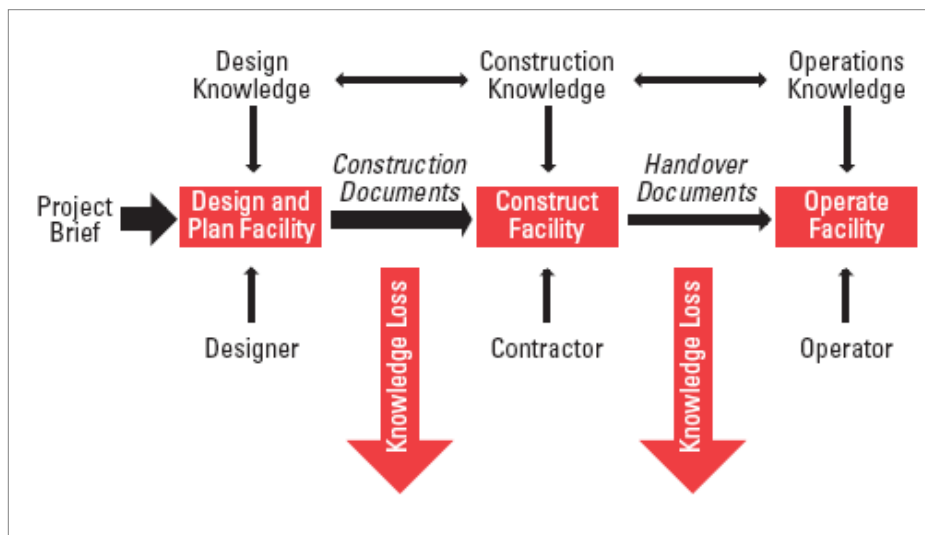 Design
Knowledge
Construction
Knowledge
Operations
Knowledge
Construction
Documents
Handover
Documents
Project
Brief
Design and
Plan Facility
Construct
Facility
Operate
Facility
Designer
Knowledge Loss
Contractor
Knowledge Loss
Operator